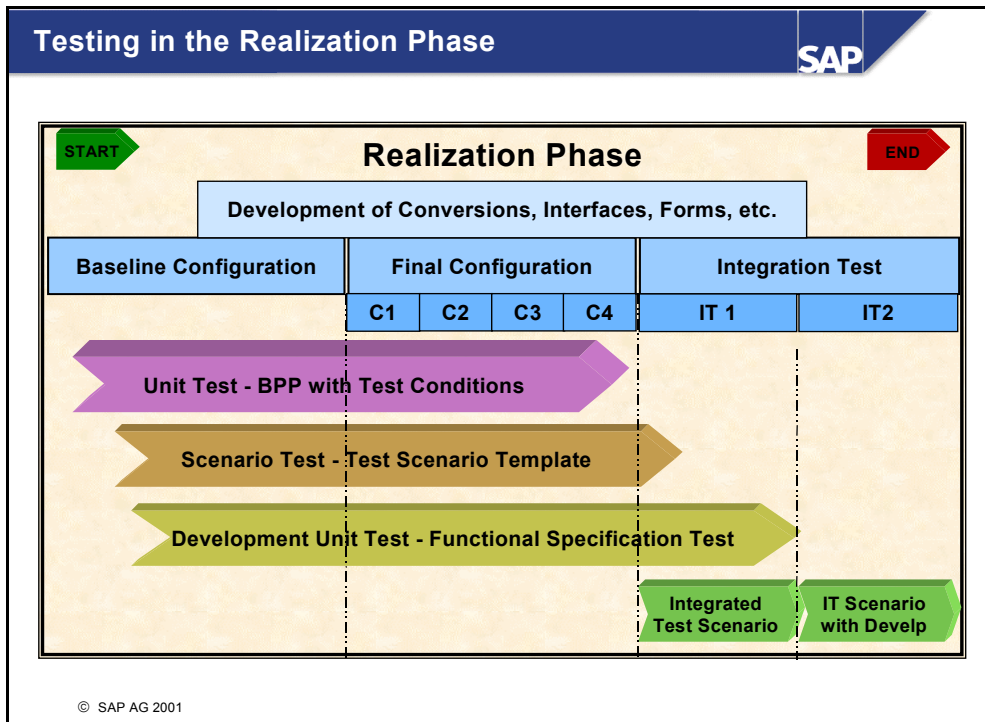 Testing in the Realization Phase
SAP
START
Realization Phase
END
Development of Conversions, Interfaces, Forms, etc.
Baseline Configuration
Final Configuration
Integration Test
C1
C2
C3
C4
IT 1
IT2
Unit Test - BPP with Test Conditions
Scenario Test - Test Scenario Template
Development Unit Test - Functional Specification Test
Integrated
Test Scenario
IT Scenario
with Develp
© SAP AG 2001